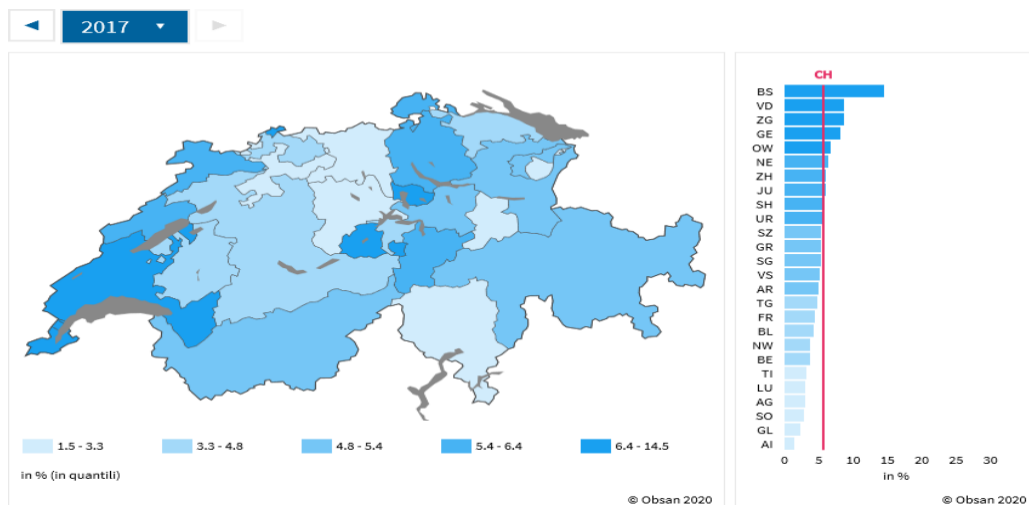 2017
CH
BS
VD
ZG
GE
OW
NE
ZH
JU
SH
UR
SZ
GR
SG
VS
AR
TG
FR
BL
NW
BE
TI
LU
AG
SO
GL
AI
0 5 10 15 20 25 30
in %
1.5 - 3.3 3.3 - 4.8 4.8 - 5.4 5.4 - 6.4 6.4 - 14.5
in % (in quantili)
© Obsan 2020
© Obsan 2020